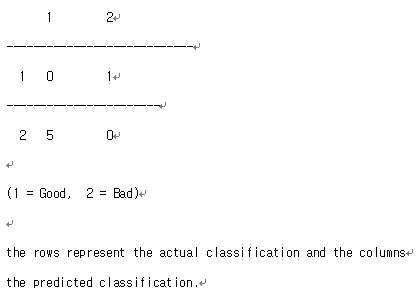 1 2
----------------------------
1 0 1
-----------------------
2 5 0
(1 = Good, 2 = Bad)
the rows represent the actual classification and the columns
the predicted classification.